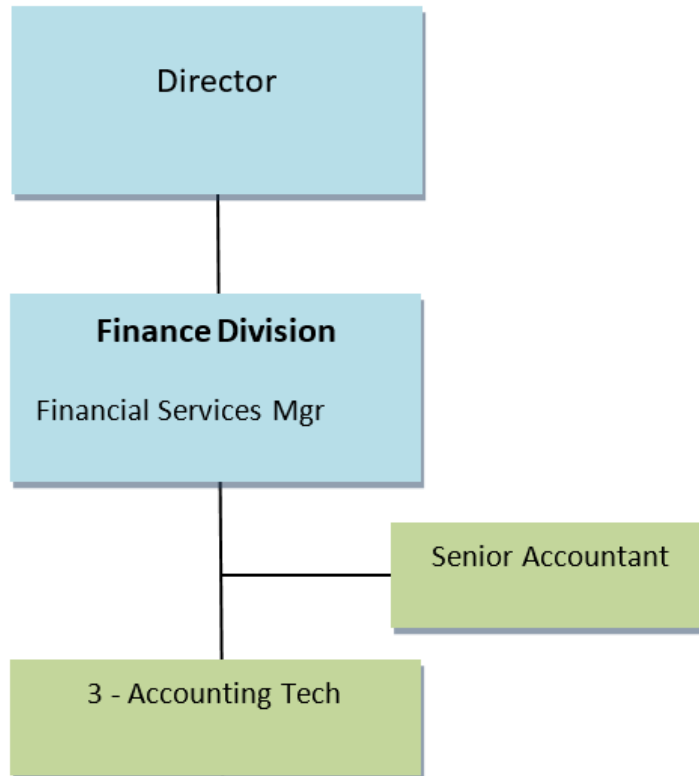 Director
Finance Division
Financial Services Mgr
Senior Accountant
3 - Accounting Tech